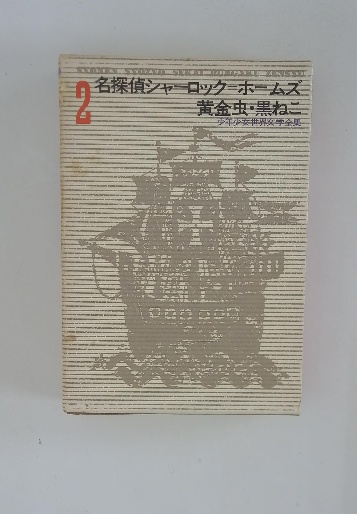 2
名探偵シャーロック=ホームズ
黄金虫・黒ねこ
少年少女世界文学全集